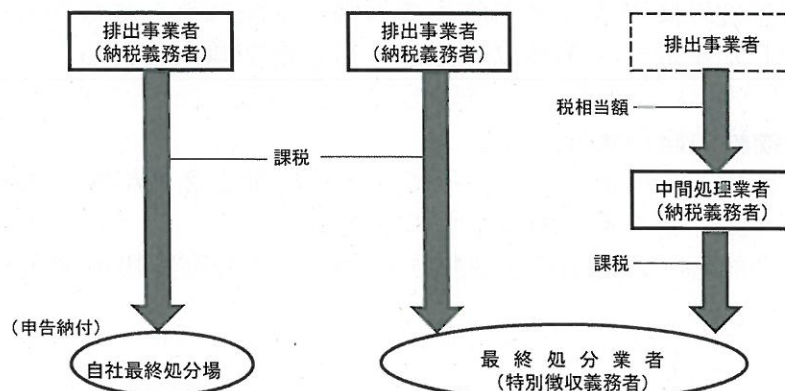 排出事業者
(納税義務者)
排出事業者
(納税義務者)
排出事業者
税相当額
課税
中間処理業者
(納税義務者)
課税
(申告納付)
自社最終処分場
最終処分業者
(特別徴収義務者)